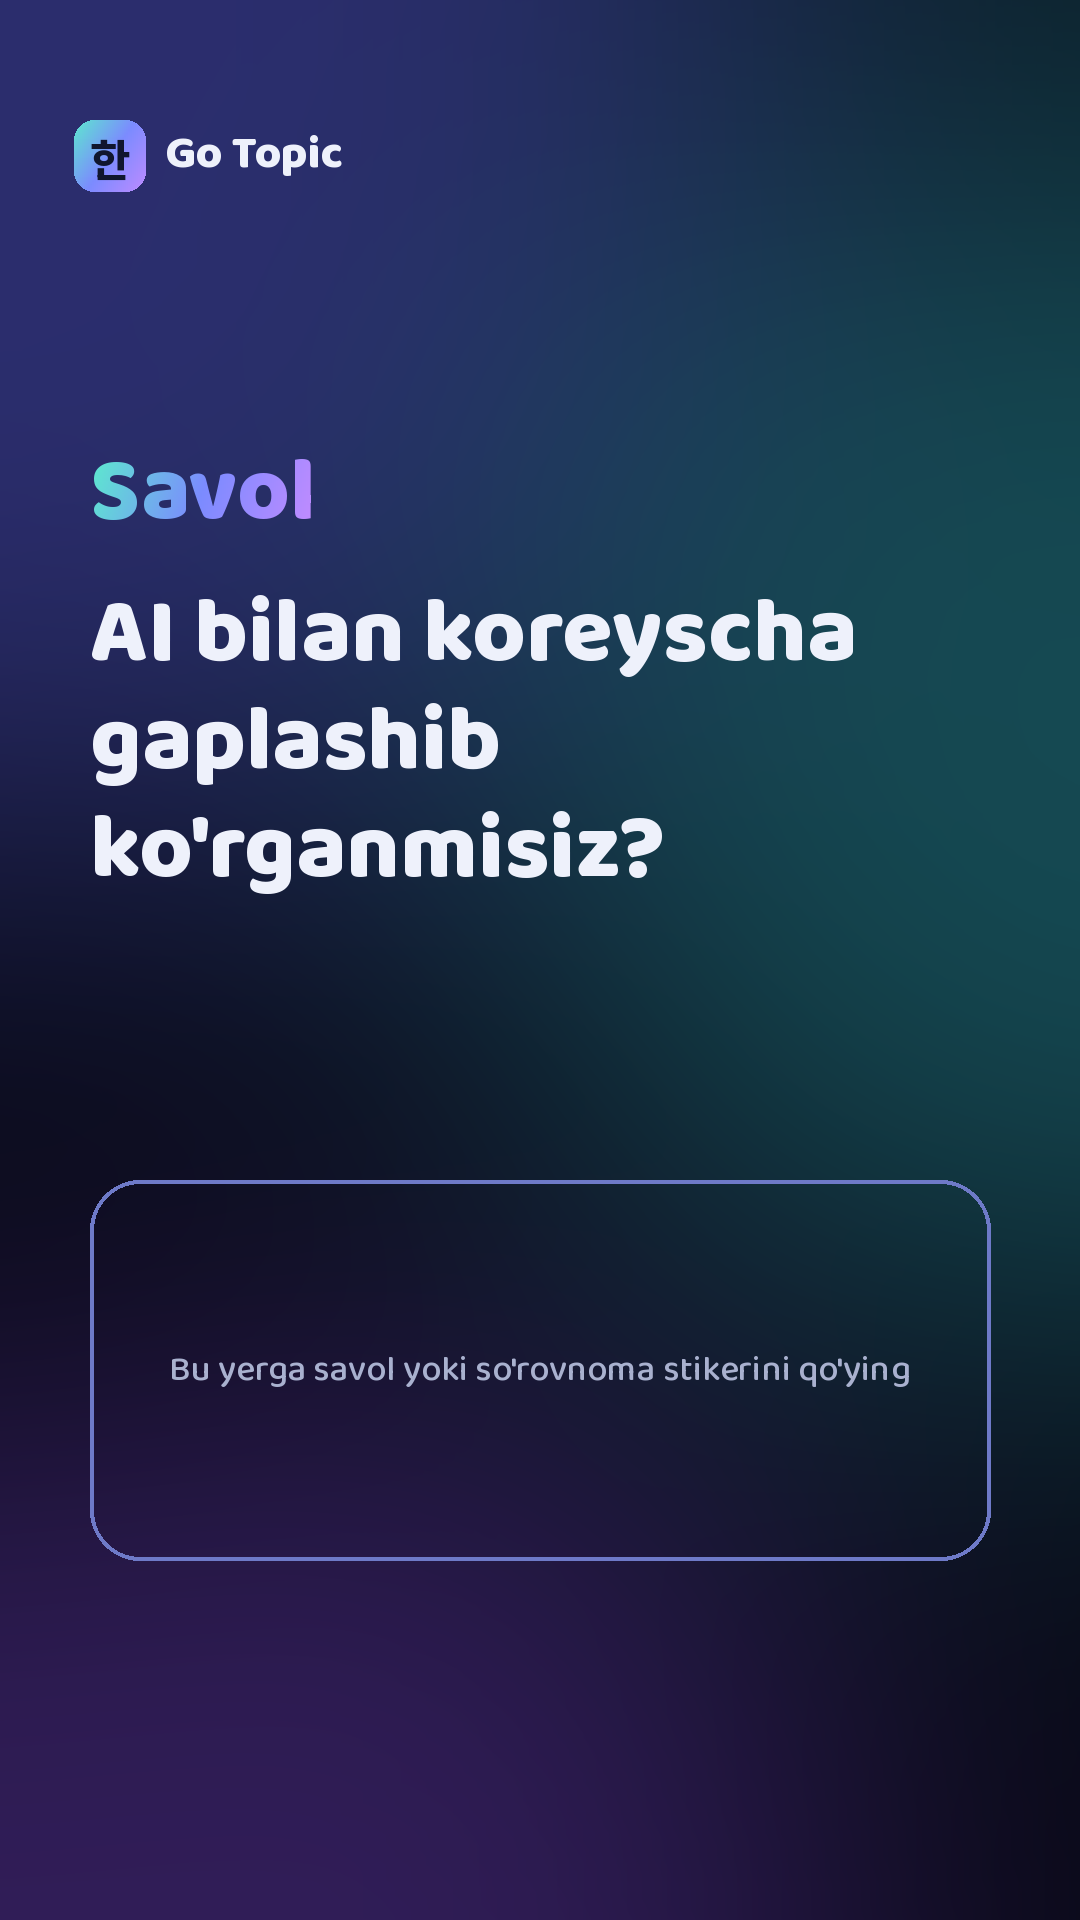 한 Go Topic
Savol
AI bilan koreyscha
gaplashib
ko'rganmisiz?
Bu yerga savol yoki so'rovnoma stikerini qo'ying